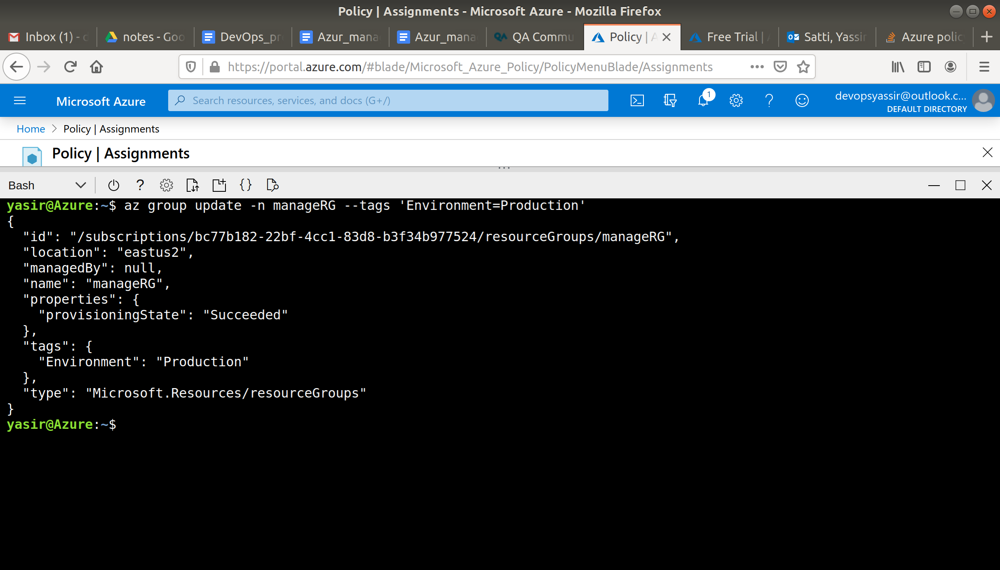 Policy | Assignments - Microsoft Azure - Mozilla Firefox
Inbox (1) - notes - Goo DevOps_pr Azur_mana Azur_mana QA Commu Policy | Free Trial | Satti, Yassir Azure polic
https://portal.azure.com/#blade/Microsoft_Azure_Policy/PolicyMenuBlade/Assignments
Microsoft Azure Search resources, services, and docs (G+/) 1 devopsyassir@outlook.c...
DEFAULT DIRECTORY
Home > Policy | Assignments
Policy | Assignments
Bash
yasir@Azure:~$ az group update -n manageRG --tags 'Environment=Production'
{
  "id": "/subscriptions/bc77b182-22bf-4cc1-83d8-b3f34b977524/resourceGroups/manageRG",
  "location": "eastus2",
  "managedBy": null,
  "name": "manageRG",
  "properties": {
    "provisioningState": "Succeeded"
  },
  "tags": {
    "Environment": "Production"
  },
  "type": "Microsoft.Resources/resourceGroups"
}
yasir@Azure:~$